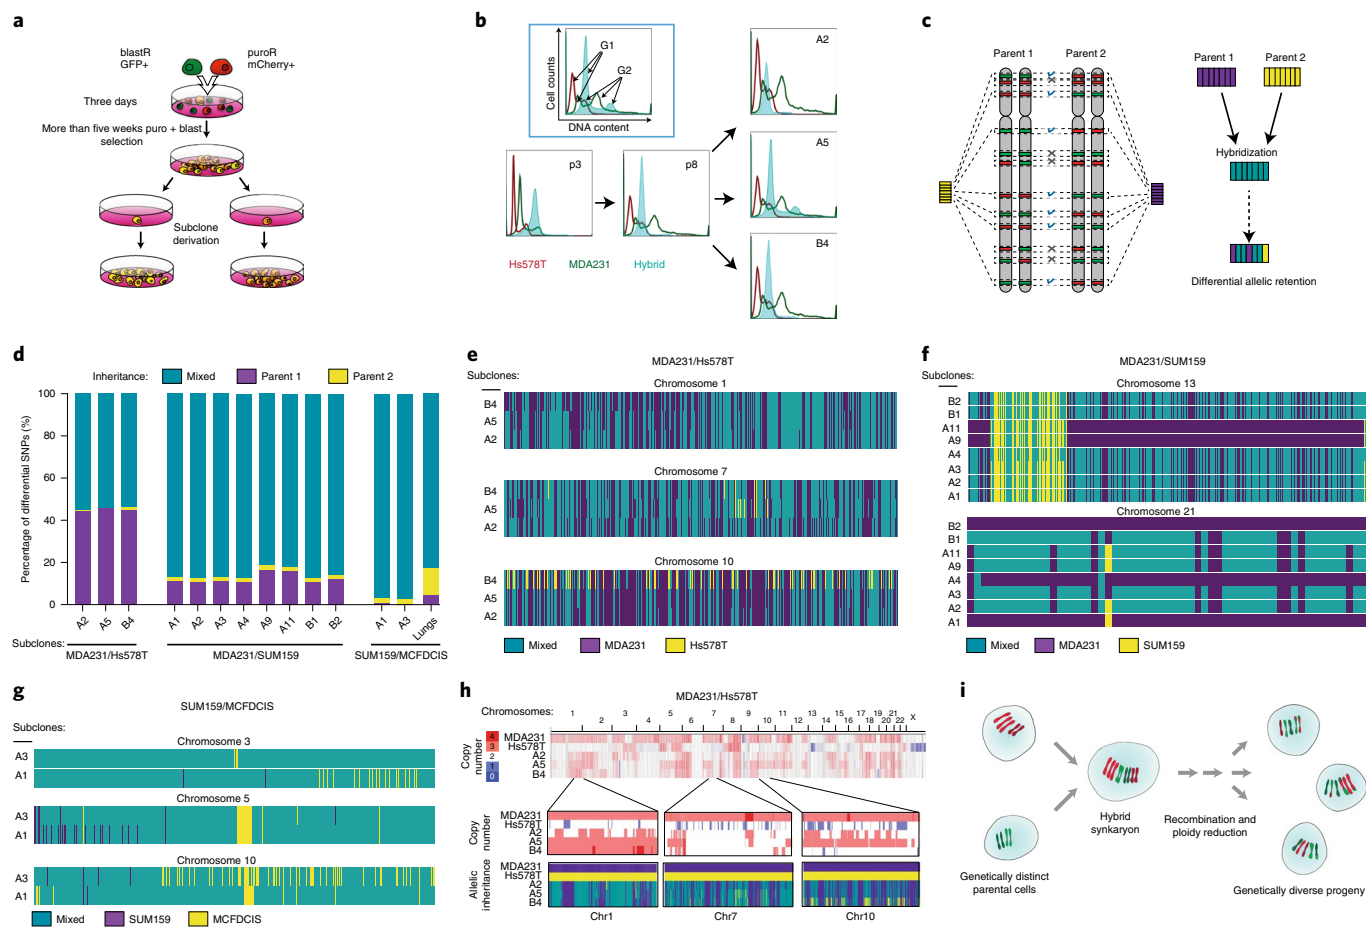 a
blastR
GFP+
puroR
mCherry+
Three days
More than five weeks puro + blast
selection
Subclone
derivation
b
G1
G2
Cell counts
DNA content
p3
p8
A2
A5
B4
Hs578T
MDA231
Hybrid
c
Parent 1
Parent 2
Parent 1
Parent 2
Hybridization
Differential allelic retention
d
Inheritance:
Mixed
Parent 1
Parent 2
Percentage of differential SNPs (%)
100
80
60
40
20
0
A2
A5
B4
A1
A2
A3
A4
A9
A11
B1
B2
A1
A3
Lungs
Subclones:
MDA231/Hs578T
MDA231/SUM159
SUM159/MCFDCIS
e
MDA231/Hs578T
Subclones:
Chromosome 1
B4
A5
A2
Chromosome 7
B4
A5
A2
Chromosome 10
B4
A5
A2
Mixed
MDA231
Hs578T
f
MDA231/SUM159
Subclones:
Chromosome 13
B2
B1
A11
A9
A4
A3
A2
A1
Chromosome 21
B2
B1
A11
A9
A4
A3
A2
A1
Mixed
MDA231
SUM159
g
SUM159/MCFDCIS
Subclones:
Chromosome 3
A3
A1
Chromosome 5
A3
A1
Chromosome 10
A3
A1
Mixed
SUM159
MCFDCIS
h
MDA231/Hs578T
Chromosomes:
1 3 5 7 9 11 13 15 17 19 21 X
2 4 6 8 10 12 14 16 18 20 22
Copy
number
4
3
2
1
0
MDA231
Hs578T
A2
A5
B4
Copy
number
MDA231
Hs578T
A2
A5
B4
Allelic
inheritance
MDA231
Hs578T
A2
A5
B4
Chr1
Chr7
Chr10
i
Genetically distinct
parental cells
Hybrid
synkaryon
Recombination and
ploidy reduction
Genetically diverse progeny